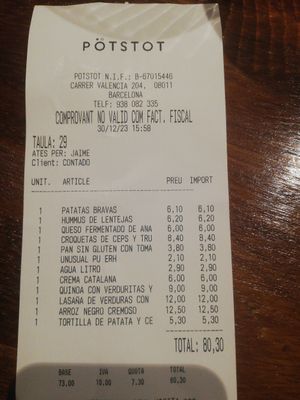 PÖTSTOT
POTSTOT N.I.F.: B-67015446
CARRER VALENCIA 204, 08011
BARCELONA
TELF: 938 082 335
COMPROVANT NO VALID COM FACT. FISCAL
30/12/23 15:58
TAULA: 29
ATES PER: JAIME
Client: CONTADO
UNIT. ARTICLE PREU IMPORT
1 PATATAS BRAVAS 6,10 6,10
1 HUMMUS DE LENTEJAS 6,20 6,20
1 QUESO FERMENTADO DE ANA 6,00 6,00
1 CROQUETAS DE CEPS Y TRU 8,40 8,40
1 PAN SIN GLUTEN CON TOMA 3,80 3,80
1 UNUSUAL PU ERH 2,10 2,10
1 AGUA LITRO 2,90 2,90
1 CREMA CATALANA 6,00 6,00
1 QUINOA CON VERDURITAS Y 9,00 9,00
1 LASAÑA DE VERDURAS CON 12,00 12,00
1 ARROZ NEGRO CREMOSO 12,50 12,50
1 TORTILLA DE PATATA Y CE 5,30 5,30
TOTAL: 80,30
BASE IVA QUOTA TOTAL
73.00 10.00 7.30 80.30